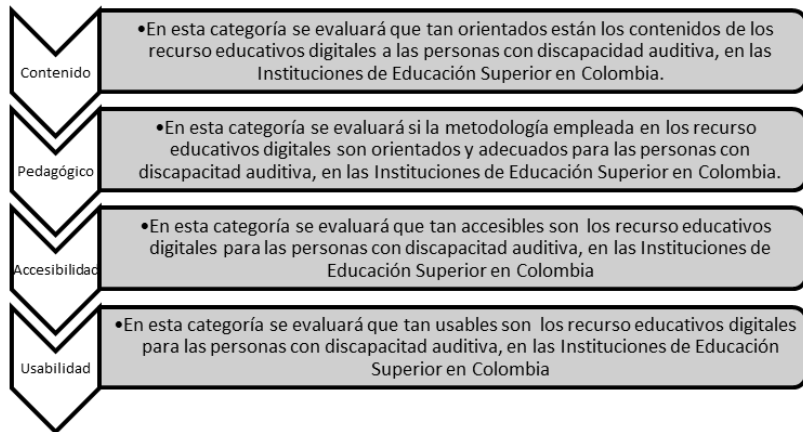 Contenido
•En esta categoría se evaluará que tan orientados están los contenidos de los
recurso educativos digitales a las personas con discapacidad auditiva, en las
Instituciones de Educación Superior en Colombia.
Pedagógico
•En esta categoría se evaluará si la metodología empleada en los recurso
educativos digitales son orientados y adecuados para las personas con
discapacitad auditiva, en las Instituciones de Educación Superior en Colombia.
Accesibilidad
•En esta categoría se evaluará que tan accesibles son los recurso educativos
digitales para las personas con discapacitad auditiva, en las Instituciones de
Educación Superior en Colombia
Usabilidad
•En esta categoría se evaluará que tan usables son los recurso educativos digitales
para las personas con discapacitad auditiva, en las Instituciones de Educación
Superior en Colombia